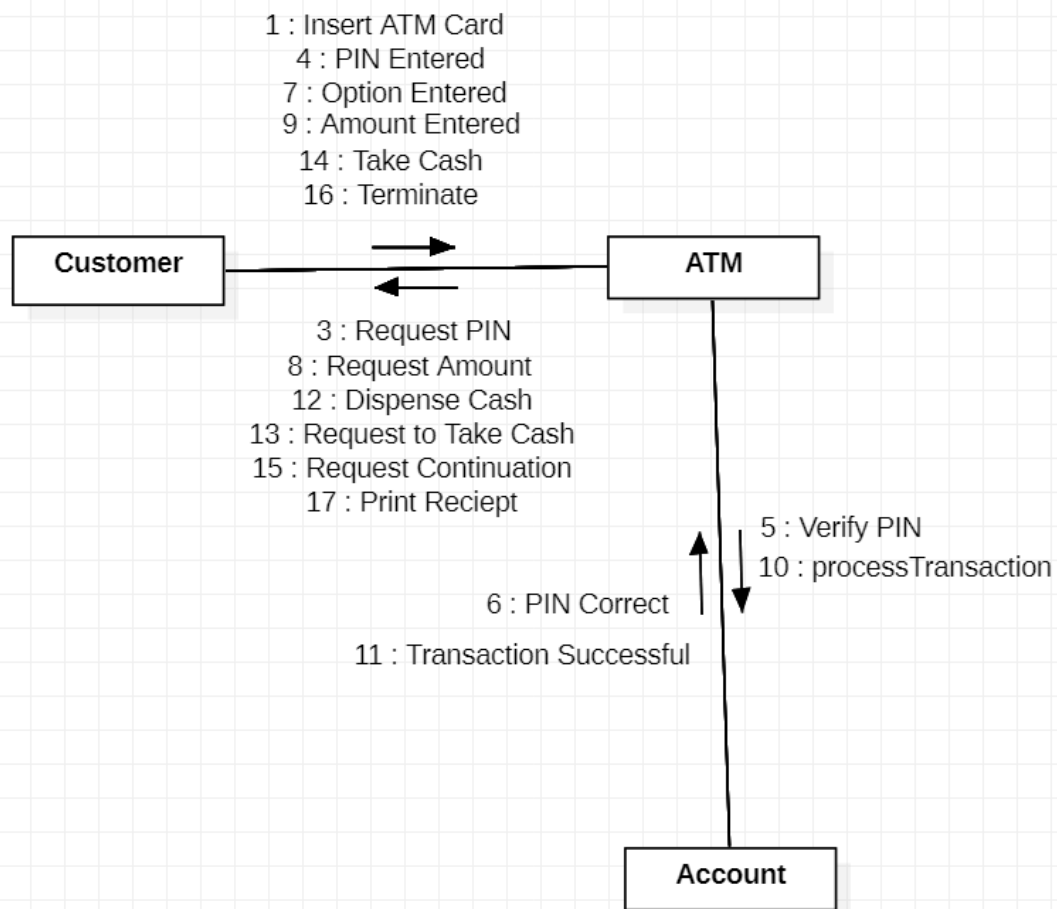 1 : Insert ATM Card
4 : PIN Entered
7 : Option Entered
9 : Amount Entered
14 : Take Cash
16 : Terminate
Customer
ATM
3 : Request PIN
8 : Request Amount
12 : Dispense Cash
13 : Request to Take Cash
15 : Request Continuation
17 : Print Reciept
5 : Verify PIN
10 : processTransaction
6 : PIN Correct
11 : Transaction Successful
Account